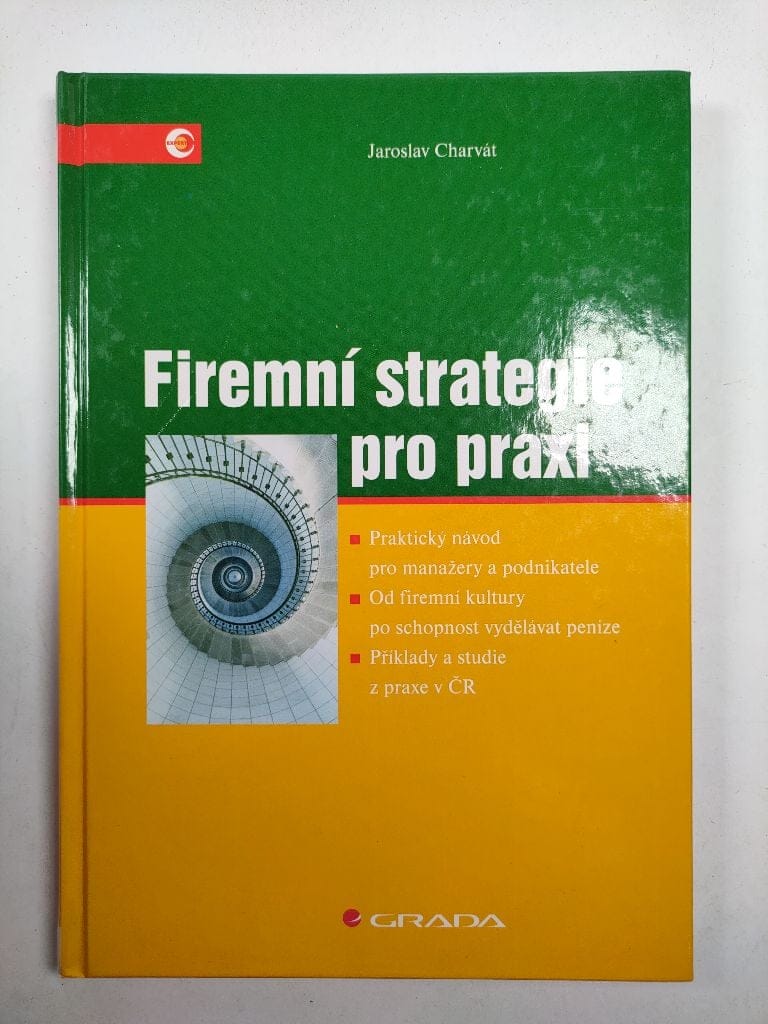 EXPERT
Jaroslav Charvát
Firemní strategie
pro praxi
Praktický návod
pro manažery a podnikatele
Od firemní kultury
po schopnost vydělávat peníze
Příklady a studie
z praxe v ČR
GRADA